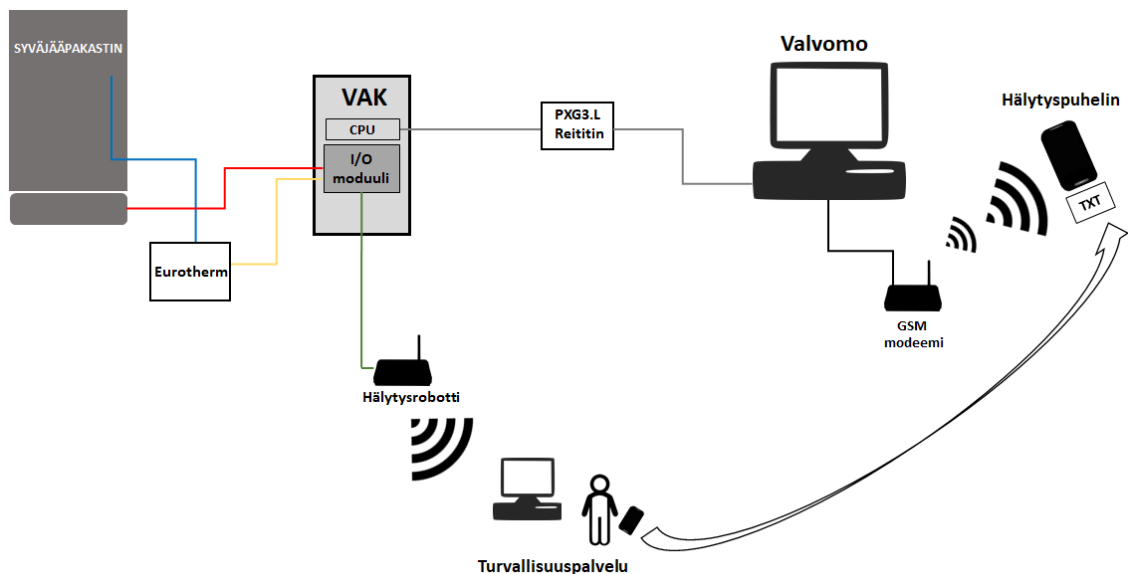 SYVÄJÄÄPAKASTIN
VAK
CPU
I/O
moduuli
Eurotherm
PXG3.L
Reititin
Valvomo
Hälytyspuhelin
TXT
GSM
modeemi
Hälytysrobotti
Turvallisuuspalvelu